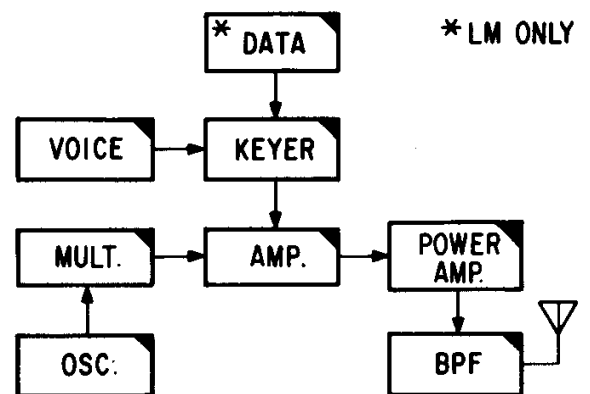 * DATA
* LM ONLY
VOICE
KEYER
MULT.
AMP.
POWER
AMP.
OSC.
BPF